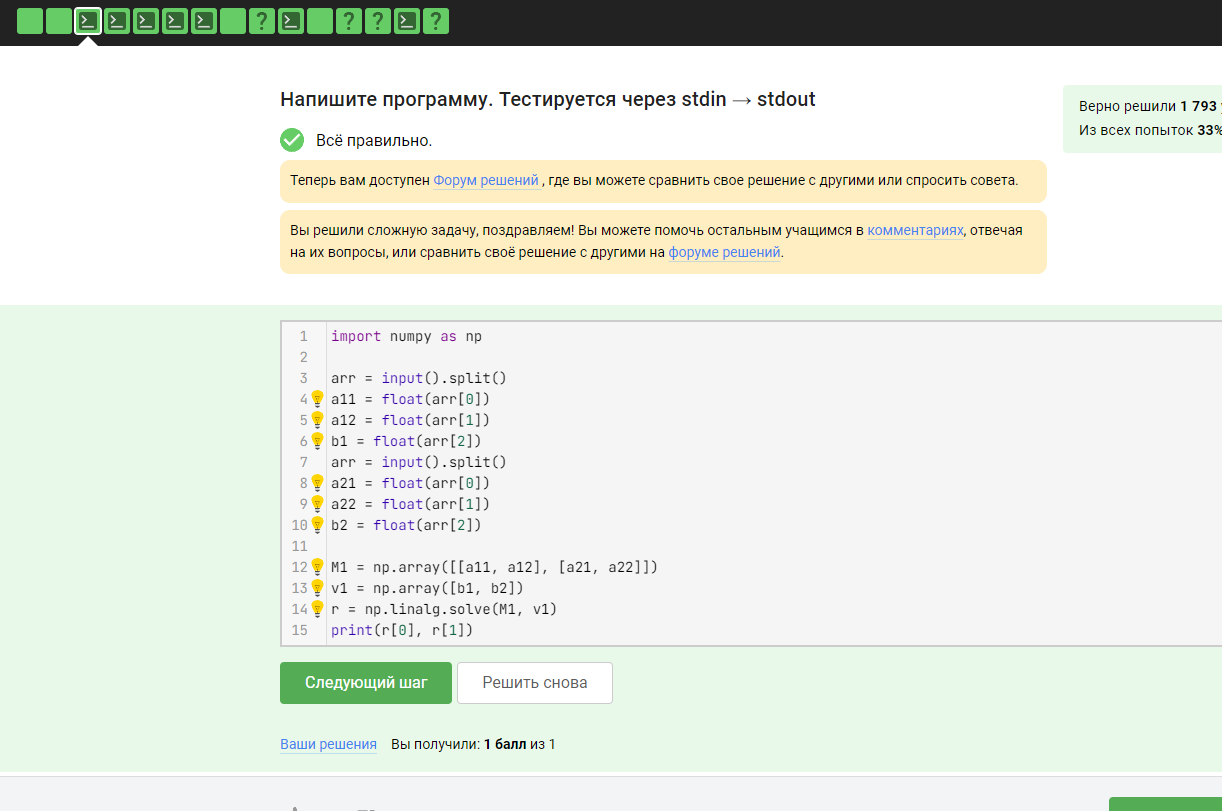 Напишите программу. Тестируется через stdin → stdout
Верно решили 1 793
Из всех попыток 33%
Всё правильно.
Теперь вам доступен Форум решений, где вы можете сравнить свое решение с другими или спросить совета.
Вы решили сложную задачу, поздравляем! Вы можете помочь остальным учащимся в комментариях, отвечая
на их вопросы, или сравнить своё решение с другими на форуме решений.
1 import numpy as np
2
3 arr = input().split()
4 a11 = float(arr[0])
5 a12 = float(arr[1])
6 b1 = float(arr[2])
7 arr = input().split()
8 a21 = float(arr[0])
9 a22 = float(arr[1])
10 b2 = float(arr[2])
11
12 M1 = np.array([[a11, a12], [a21, a22]])
13 v1 = np.array([b1, b2])
14 r = np.linalg.solve(M1, v1)
15 print(r[0], r[1])
Следующий шаг Решить снова
Ваши решения Вы получили: 1 балл из 1